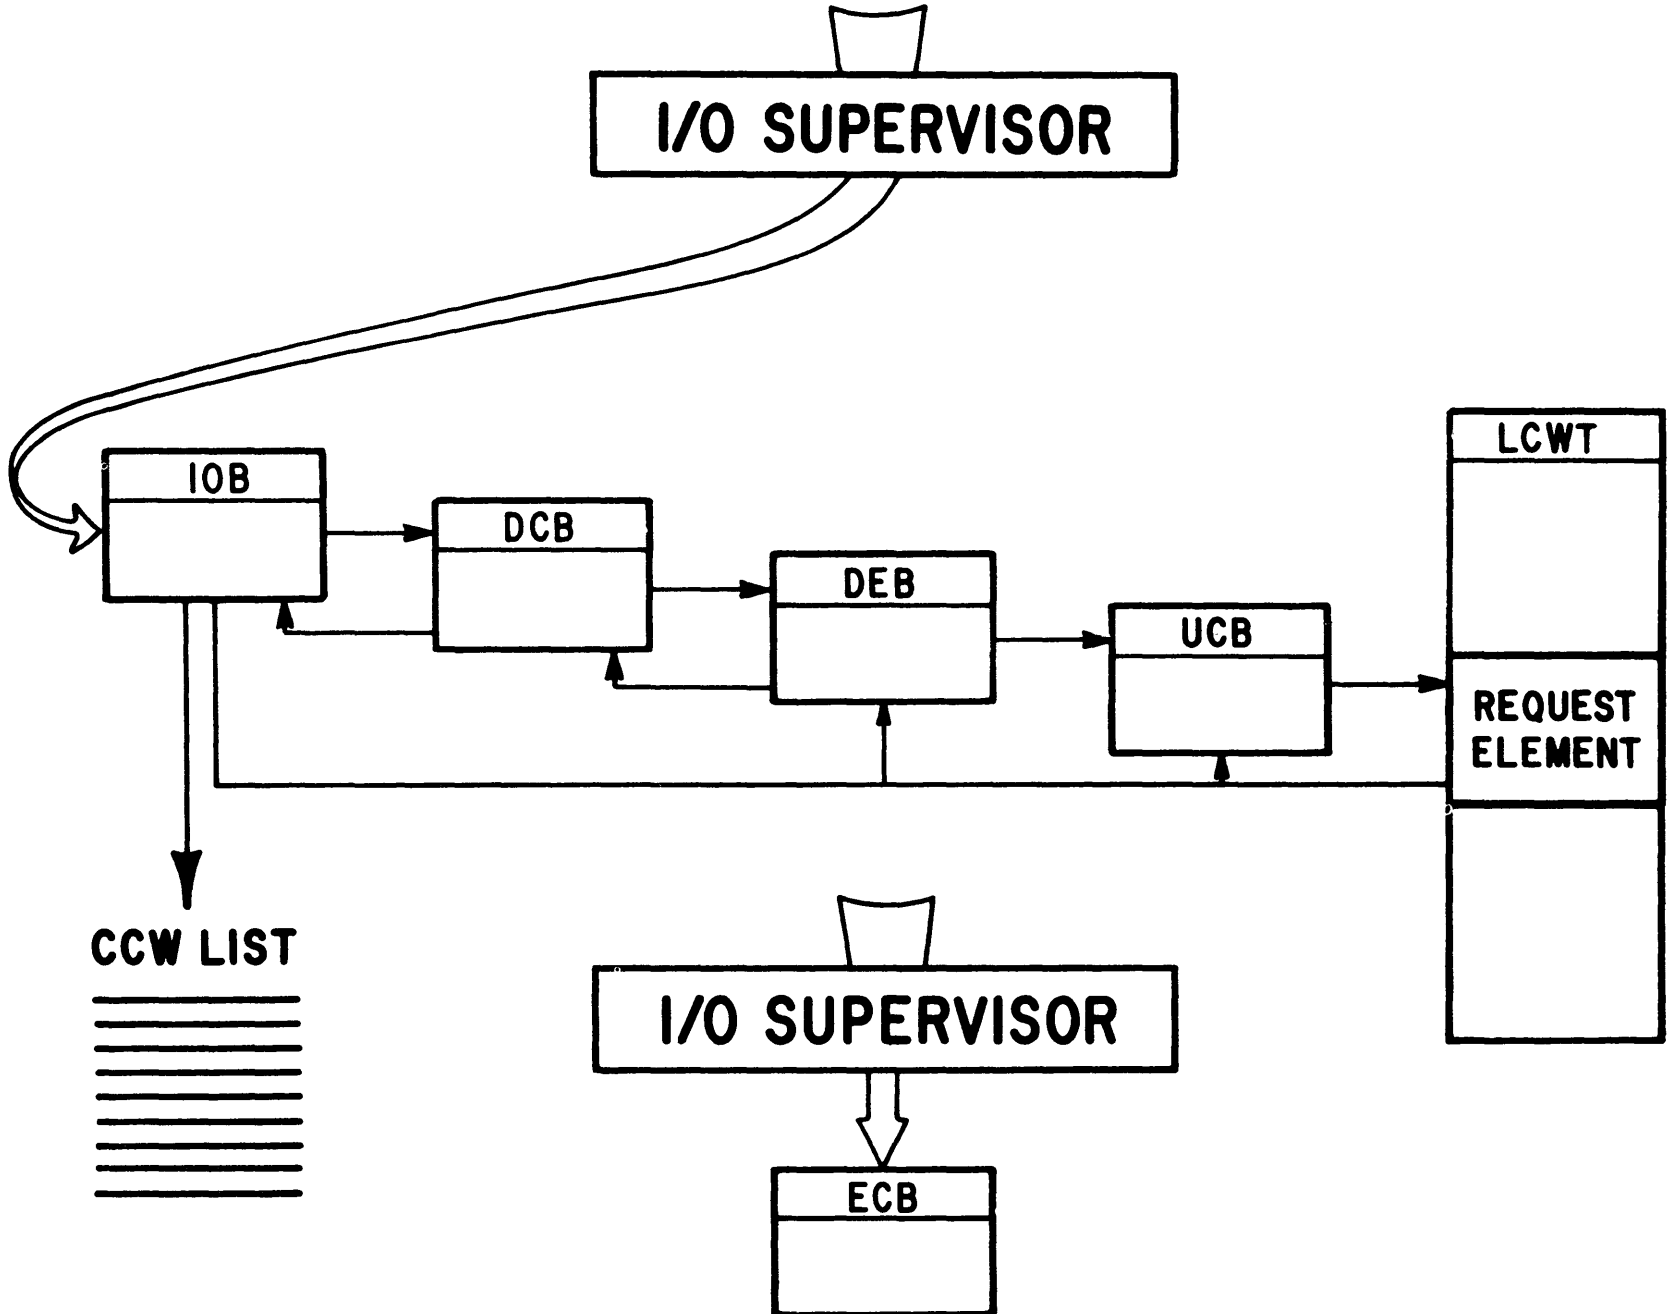 I/O SUPERVISOR
LCWT
IOB
DCB
DEB
UCB
REQUEST
ELEMENT
CCW LIST
I/O SUPERVISOR
ECB